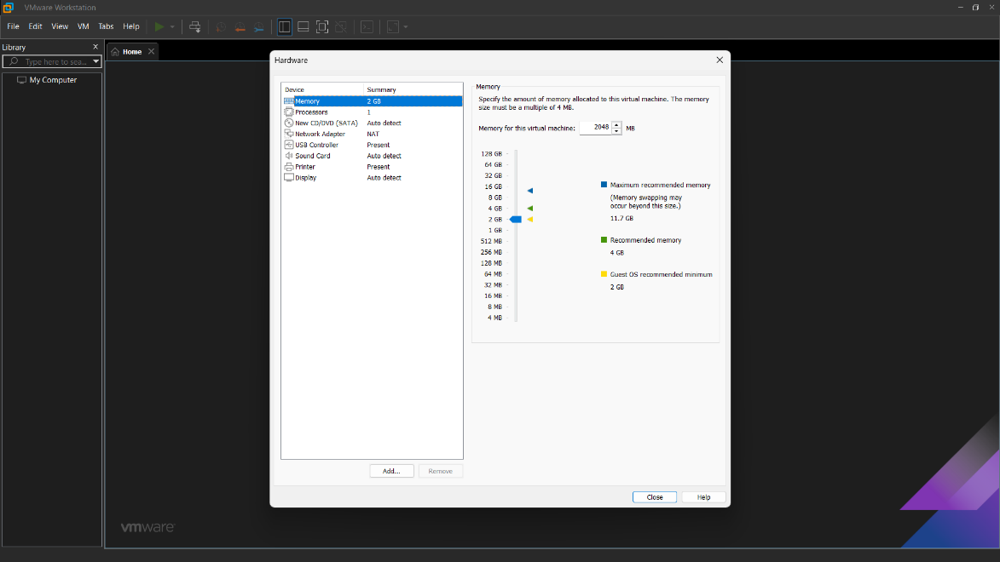 VMware Workstation
File Edit View VM Tabs Help
Library
Type here to sea...
My Computer
Home
Hardware
Device Summary
Memory 2 GB
Processors 1
New CD/DVD (SATA) Auto detect
Network Adapter NAT
USB Controller Present
Sound Card Auto detect
Printer Present
Display Auto detect
Add... Remove
Memory
Specify the amount of memory allocated to this virtual machine. The memory
size must be a multiple of 4 MB.
Memory for this virtual machine: 2048 MB
128 GB
64 GB
32 GB
16 GB
8 GB
4 GB
2 GB
1 GB
512 MB
256 MB
128 MB
64 MB
32 MB
16 MB
8 MB
4 MB
Maximum recommended memory
(Memory swapping may
occur beyond this size.)
11.7 GB
Recommended memory
4 GB
Guest OS recommended minimum
2 GB
Close Help
vmware